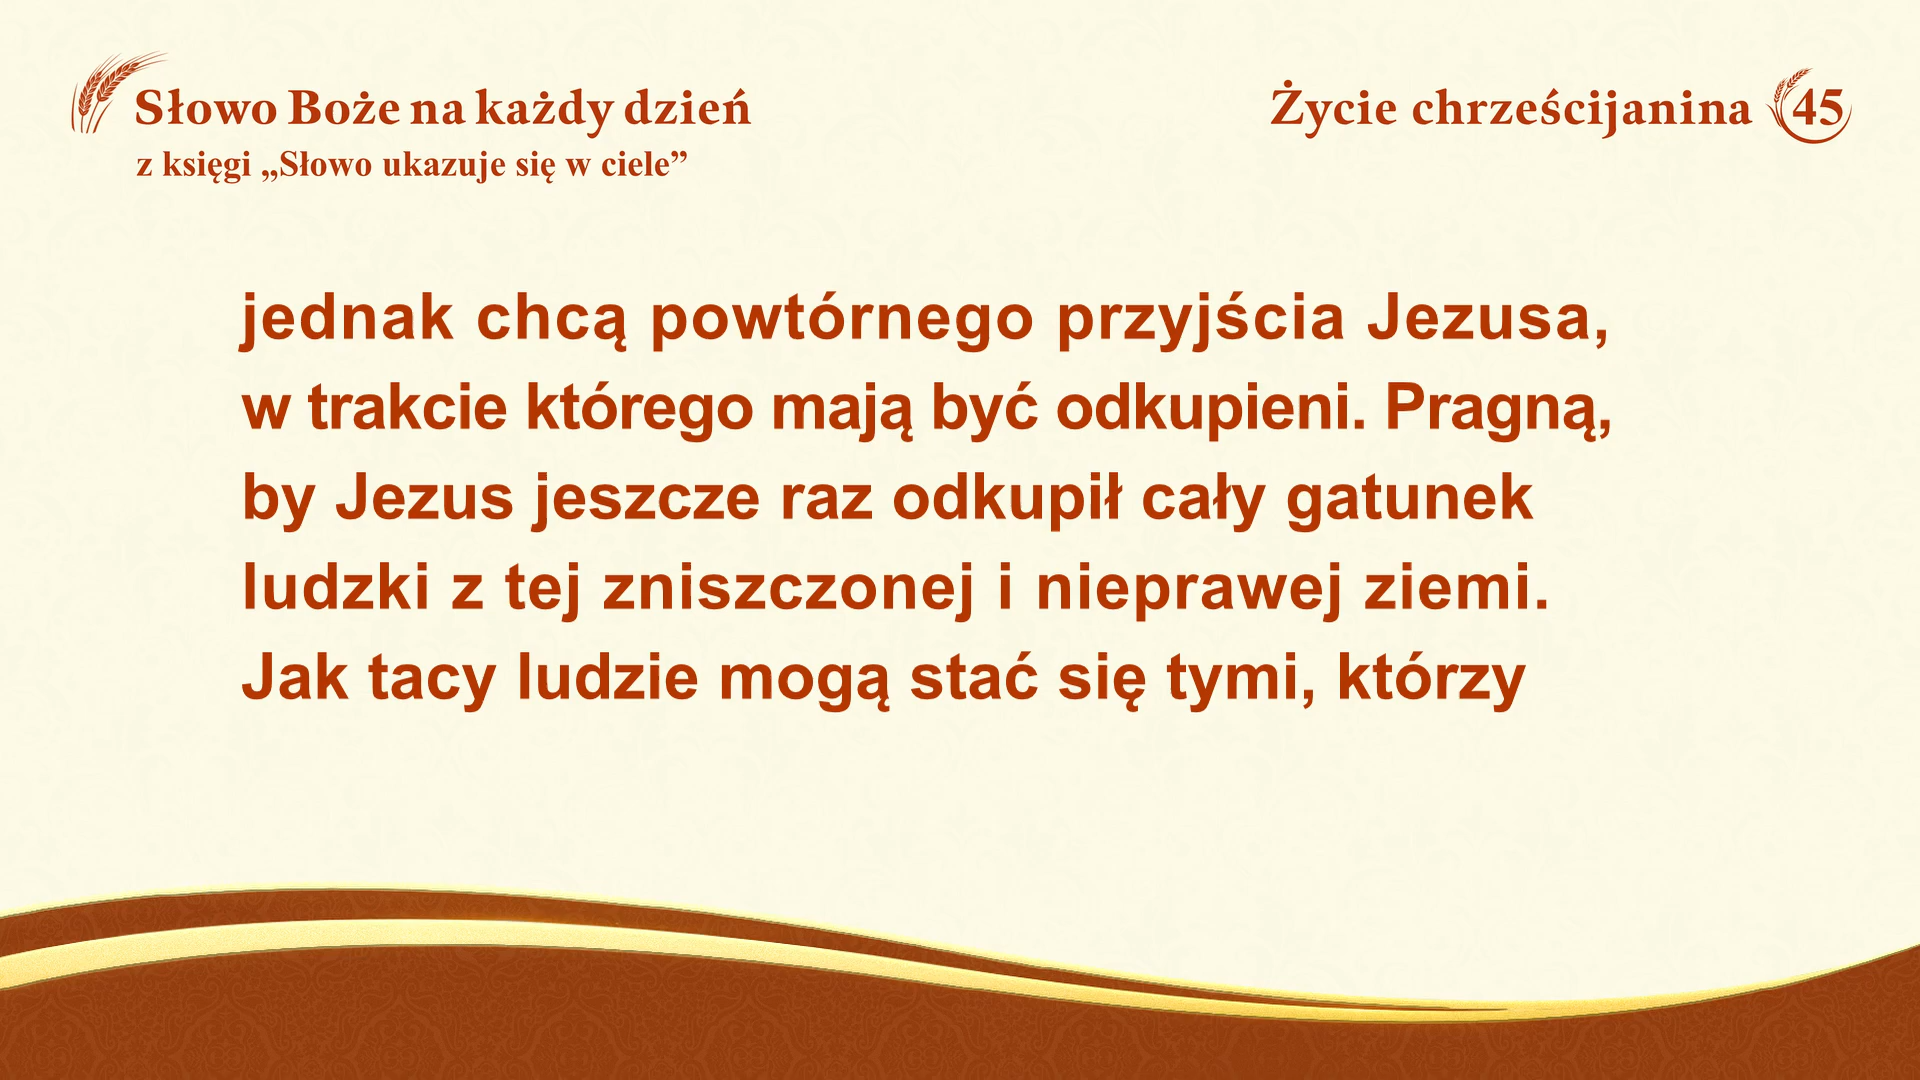 Słowo Boże na każdy dzień
z księgi „Słowo ukazuje się w ciele”
Życie chrześcijanina 45
jednak chcą powtórnego przyjścia Jezusa,
w trakcie którego mają być odkupieni. Pragną,
by Jezus jeszcze raz odkupił cały gatunek
ludzki z tej zniszczonej i nieprawej ziemi.
Jak tacy ludzie mogą stać się tymi, którzy